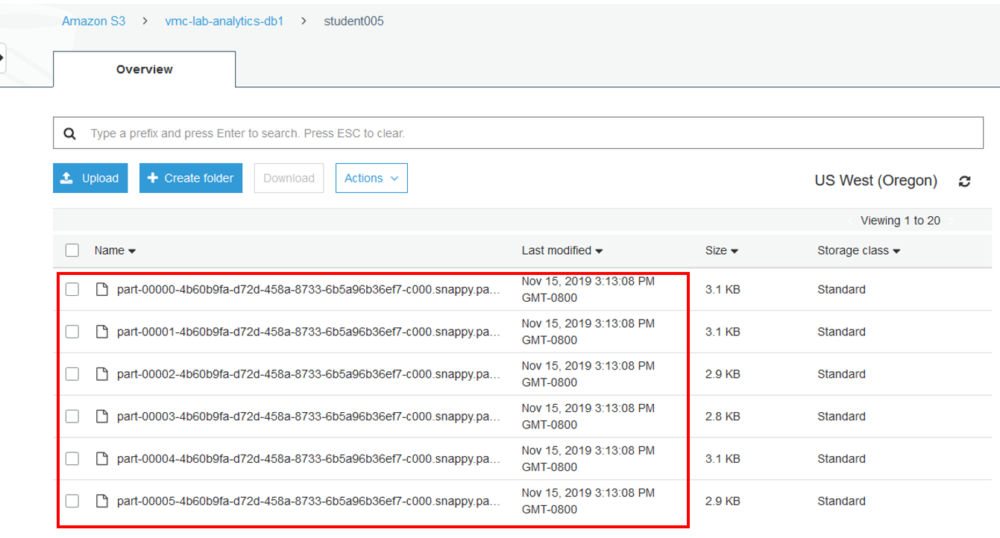 Amazon S3 > vmc-lab-analytics-db1 > student005
Overview
Type a prefix and press Enter to search. Press ESC to clear.
Upload Create folder Download Actions US West (Oregon)
Viewing 1 to 20
Name Last modified Size Storage class
part-00000-4b60b9fa-d72d-458a-8733-6b5a96b36ef7-c000.snappy.pa... Nov 15, 2019 3:13:08 PM 3.1 KB Standard
GMT-0800
part-00001-4b60b9fa-d72d-458a-8733-6b5a96b36ef7-c000.snappy.pa... Nov 15, 2019 3:13:08 PM 3.1 KB Standard
GMT-0800
part-00002-4b60b9fa-d72d-458a-8733-6b5a96b36ef7-c000.snappy.pa... Nov 15, 2019 3:13:08 PM 2.9 KB Standard
GMT-0800
part-00003-4b60b9fa-d72d-458a-8733-6b5a96b36ef7-c000.snappy.pa... Nov 15, 2019 3:13:08 PM 2.8 KB Standard
GMT-0800
part-00004-4b60b9fa-d72d-458a-8733-6b5a96b36ef7-c000.snappy.pa... Nov 15, 2019 3:13:08 PM 3.1 KB Standard
GMT-0800
part-00005-4b60b9fa-d72d-458a-8733-6b5a96b36ef7-c000.snappy.pa... Nov 15, 2019 3:13:08 PM 2.9 KB Standard
GMT-0800